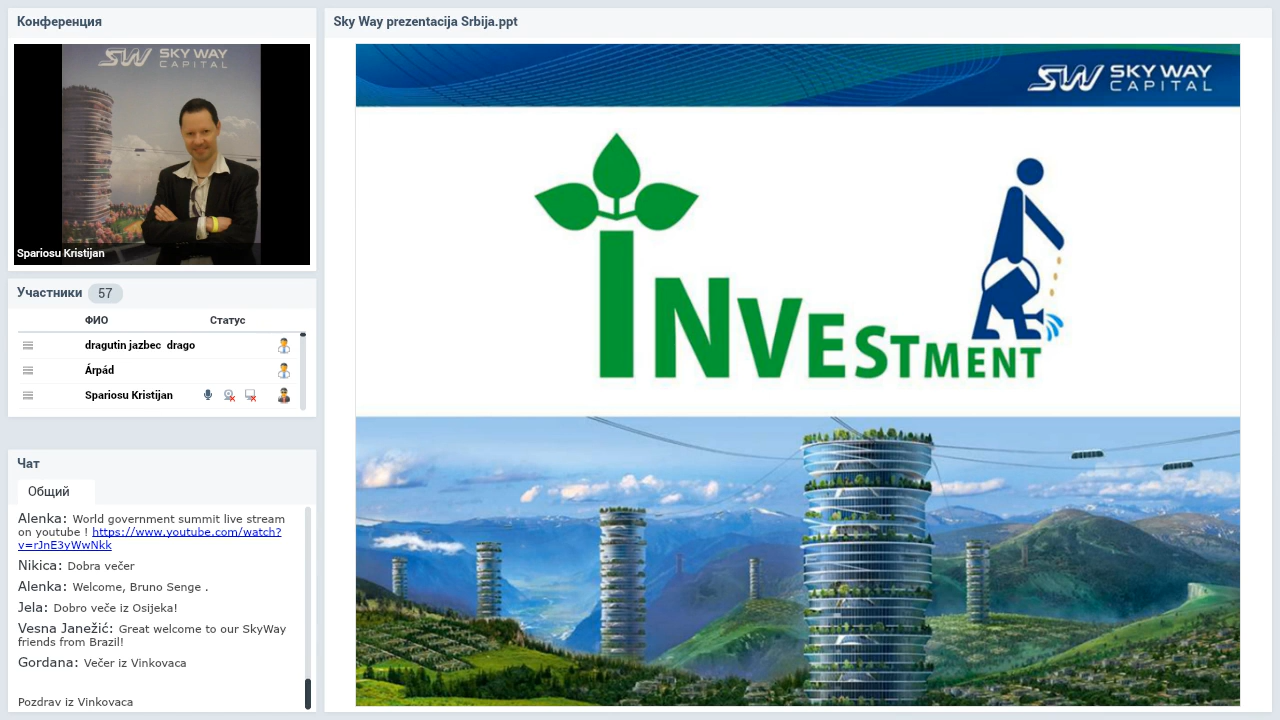 Конференция
SW SKY WAY
CAPITAL
Spariosu Kristijan
Участники 57
ФИО Статус
dragutin jazbec drago
Árpád
Spariosu Kristijan
Чат
Общий
Alenka: World government summit live stream
on youtube ! https://www.youtube.com/watch?
v=rJnE3yWwNkk
Nikica: Dobra večer
Alenka: Welcome, Bruno Senge .
Jela: Dobro veče iz Osijeka!
Vesna Janežić: Great welcome to our SkyWay
friends from Brazil!
Gordana: Večer iz Vinkovaca
Pozdrav iz Vinkovaca
Sky Way prezentacija Srbija.ppt
SW SKY WAY
CAPITAL
INVESTMENT